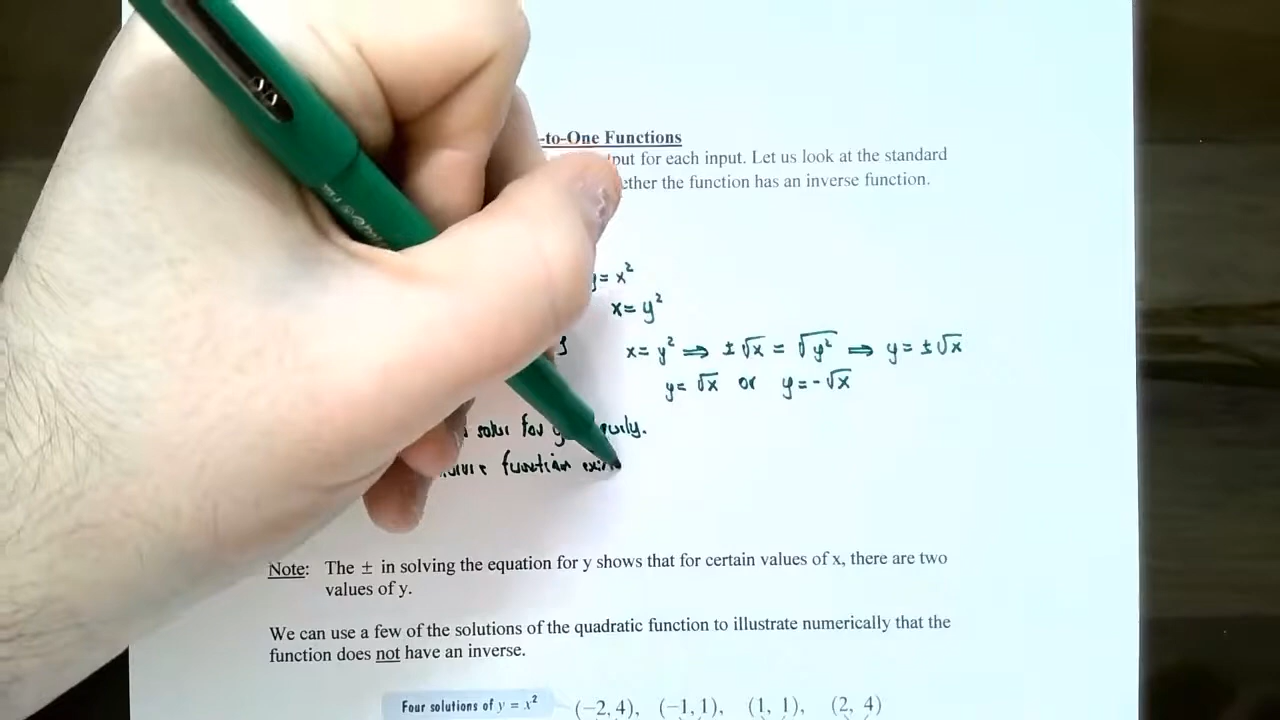 -to-One Functions
put for each input. Let us look at the standard
ether the function has an inverse function.
y = x²
x = y²
x = y² ⟹ ±√x = √y² ⟹ y = ±√x
y = √x or y = -√x
solve for
function
Note: The ± in solving the equation for y shows that for certain values of x, there are two
values of y.
We can use a few of the solutions of the quadratic function to illustrate numerically that the
function does not have an inverse.
Four solutions of y = x² (−2, 4), (−1, 1), (1, 1), (2, 4)